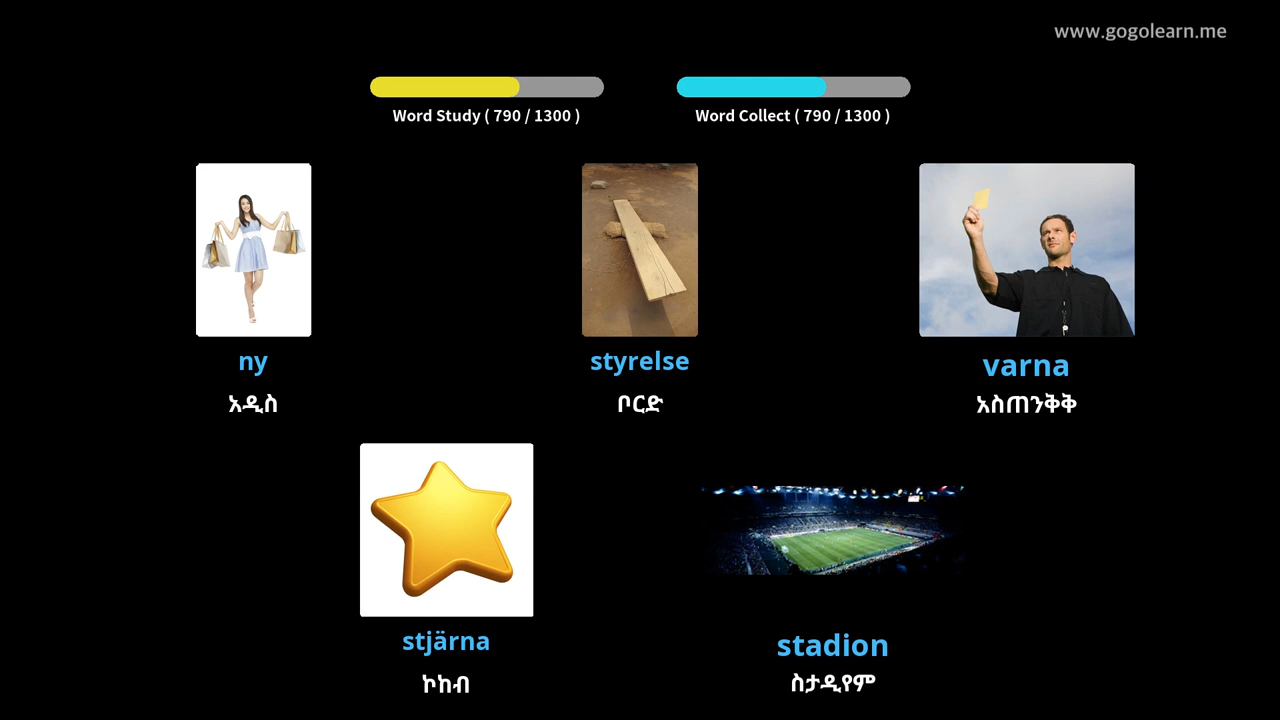 www.gogolearn.me
Word Study ( 790 / 1300 )
Word Collect ( 790 / 1300 )
ny
አዲስ
styrelse
ቦርድ
varna
አስጠንቅቅ
stjärna
ኮከብ
stadion
ስታዲየም